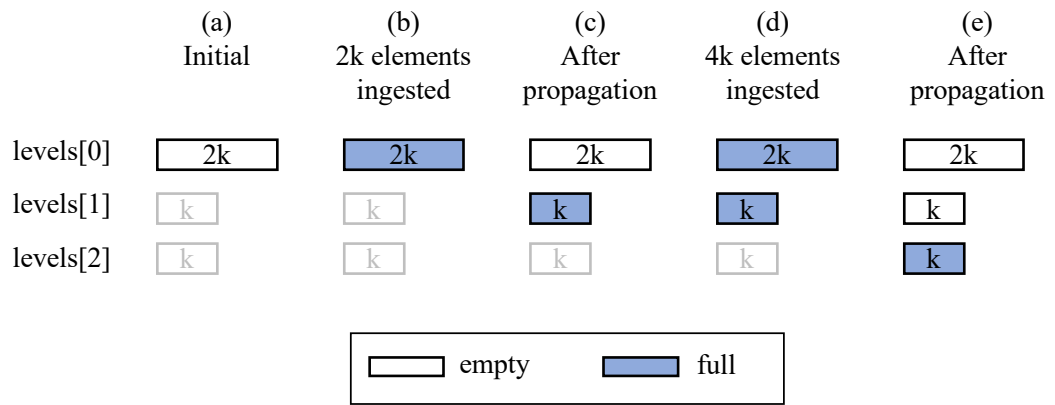 (a) (b) (c) (d) (e)
Initial 2k elements After 4k elements After
ingested propagation ingested propagation
levels[0] 2k 2k 2k 2k 2k
levels[1] k k k k k
levels[2] k k k k k
empty full